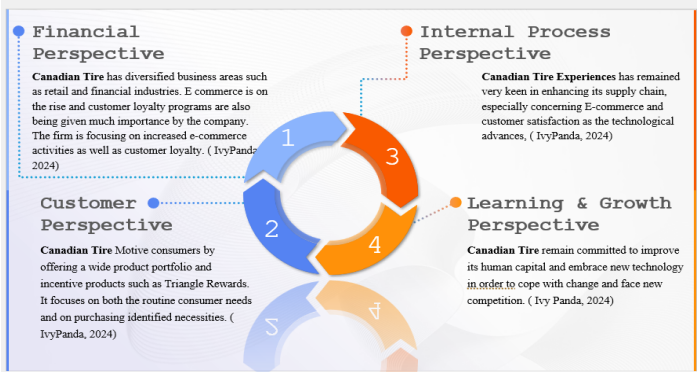 Financial
Perspective
Canadian Tire has diversified business areas such
as retail and financial industries. E commerce is on
the rise and customer loyalty programs are also
being given much importance by the company.
The firm is focusing on increased e-commerce
activities as well as customer loyalty. ( IvyPanda,
2024)
Internal Process
Perspective
Canadian Tire Experiences has remained
very keen in enhancing its supply chain,
especially concerning E-commerce and
customer satisfaction as the technological
advances, ( IvyPanda, 2024)
1
3
2
4
Customer
Perspective
Canadian Tire Motive consumers by
offering a wide product portfolio and
incentive products such as Triangle Rewards.
It focuses on both the routine consumer needs
and on purchasing identified necessities. (
IvyPanda, 2024)
Learning & Growth
Perspective
Canadian Tire remain committed to improve
its human capital and embrace new technology
in order to cope with change and face new
competition. ( Ivy Panda, 2024)